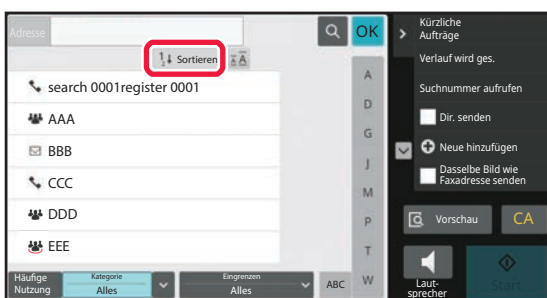 Adresse
OK
Sortieren
search 0001register 0001
AAA
BBB
CCC
DDD
EEE
A
D
G
J
M
P
T
W
Häufige
Nutzung
Kategorie
Alles
Eingrenzen
Alles
ABC
Kürzliche
Aufträge
Verlauf wird ges.
Suchnummer aufrufen
Dir. senden
Neue hinzufügen
Dasselbe Bild wie
Faxadresse senden
Vorschau
CA
Laut-
sprecher
Start